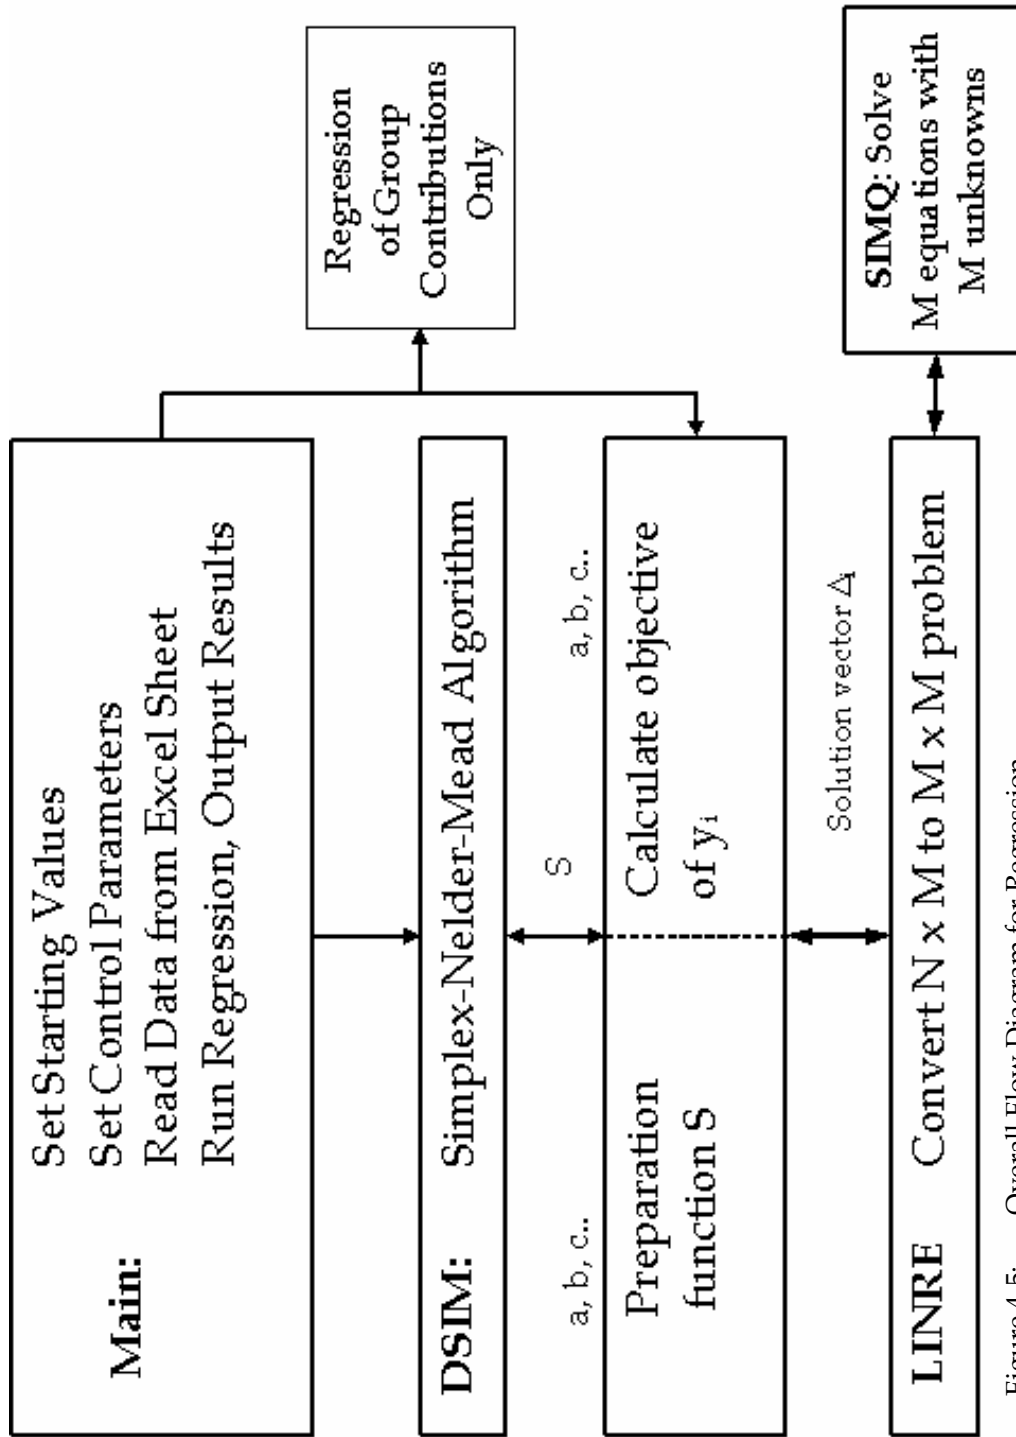 Main:
Set Starting Values
Set Control Parameters
Read Data from Excel Sheet
Run Regression, Output Results
Regression
of Group
Contributions
Only
DSIM: Simplex-Nelder-Mead Algorithm
a, b, c..
S
a, b, c..
Preparation
function S
Calculate objective
of yᵢ
Solution vector Δᵢ
LINRE Convert N x M to M x M problem
SIMQ: Solve
M equations with
M unknowns
Figure 4.5: Overall Flow Diagram for Regression